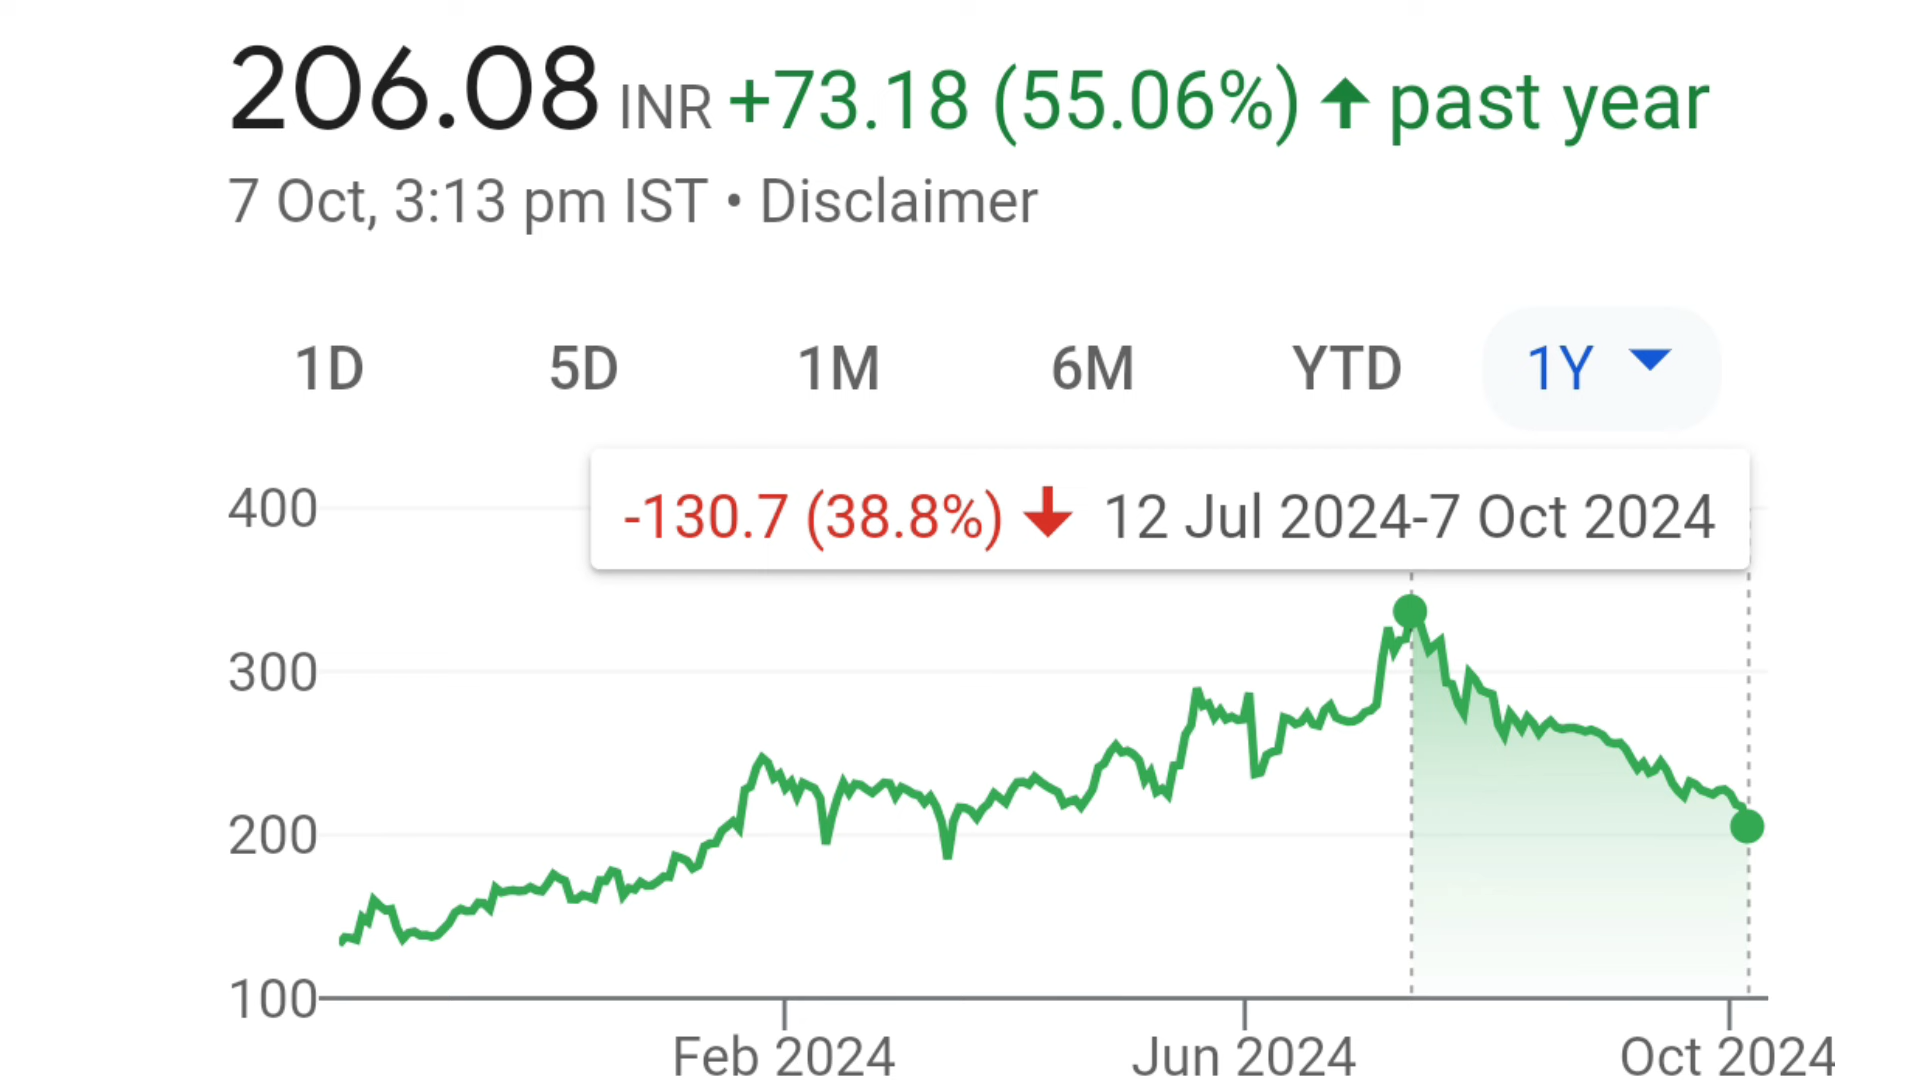 206.08 INR +73.18 (55.06%) ↑ past year
7 Oct, 3:13 pm IST • Disclaimer
1D 5D 1M 6M YTD 1Y
-130.7 (38.8%) ↓ 12 Jul 2024-7 Oct 2024
400
300
200
100
Feb 2024 Jun 2024 Oct 2024